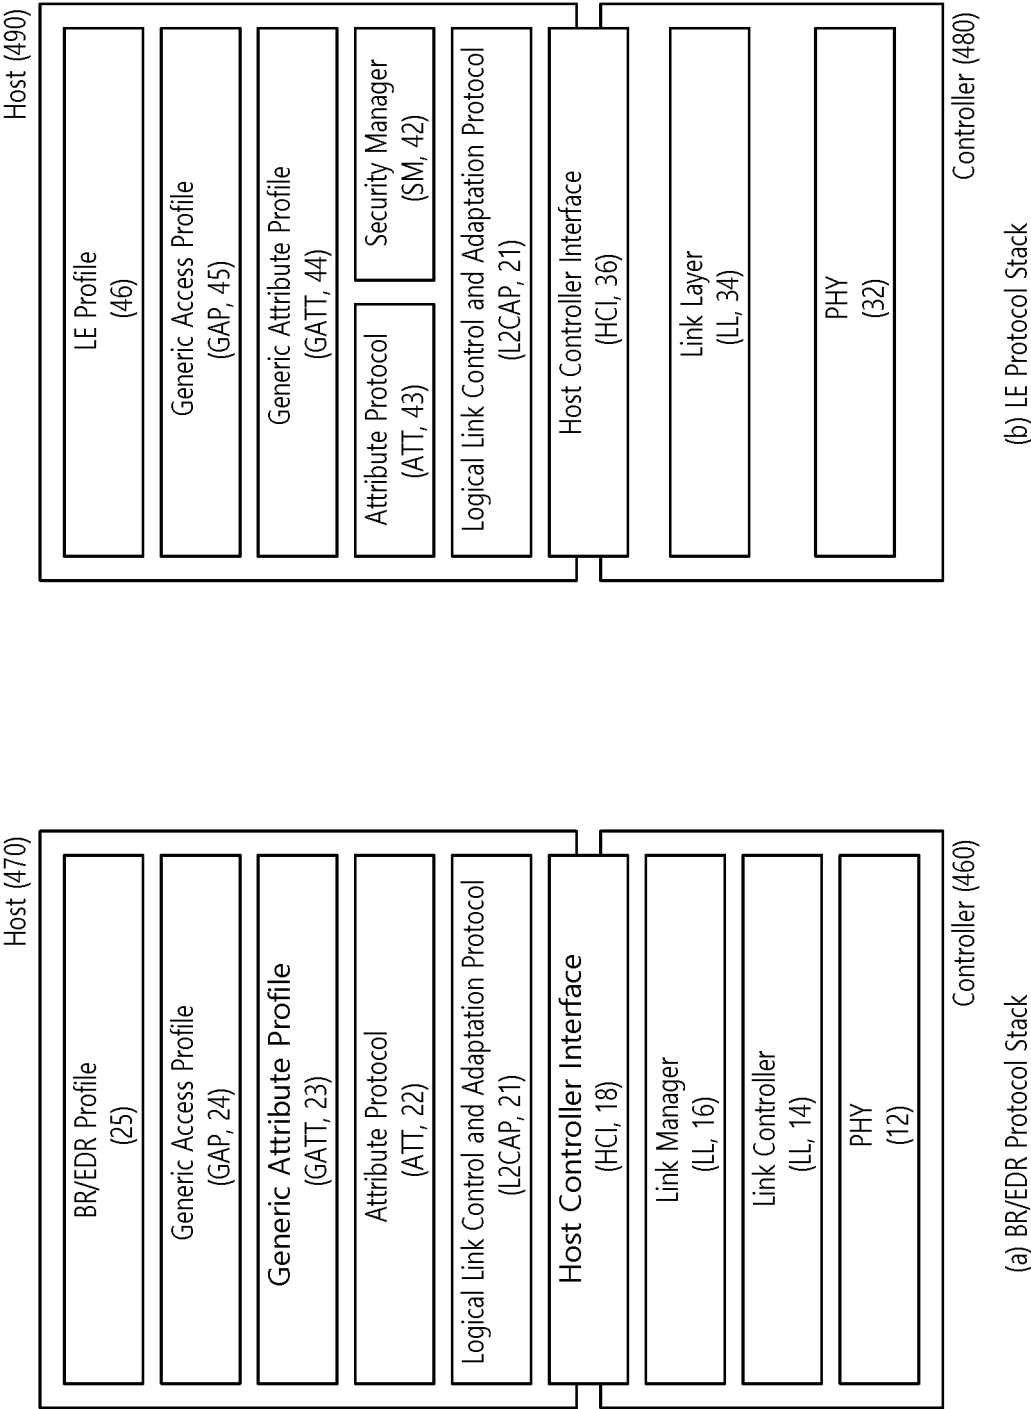 Host (470)
BR/EDR Profile
(25)
Generic Access Profile
(GAP, 24)
Generic Attribute Profile
(GATT, 23)
Attribute Protocol
(ATT, 22)
Logical Link Control and Adaptation Protocol
(L2CAP, 21)
Host Controller Interface
(HCI, 18)
Link Manager
(LL, 16)
Link Controller
(LL, 14)
PHY
(12)
Controller (460)
(a) BR/EDR Protocol Stack
Host (490)
LE Profile
(46)
Generic Access Profile
(GAP, 45)
Generic Attribute Profile
(GATT, 44)
Attribute Protocol
(ATT, 43)
Security Manager
(SM, 42)
Logical Link Control and Adaptation Protocol
(L2CAP, 21)
Host Controller Interface
(HCI, 36)
Link Layer
(LL, 34)
PHY
(32)
Controller (480)
(b) LE Protocol Stack